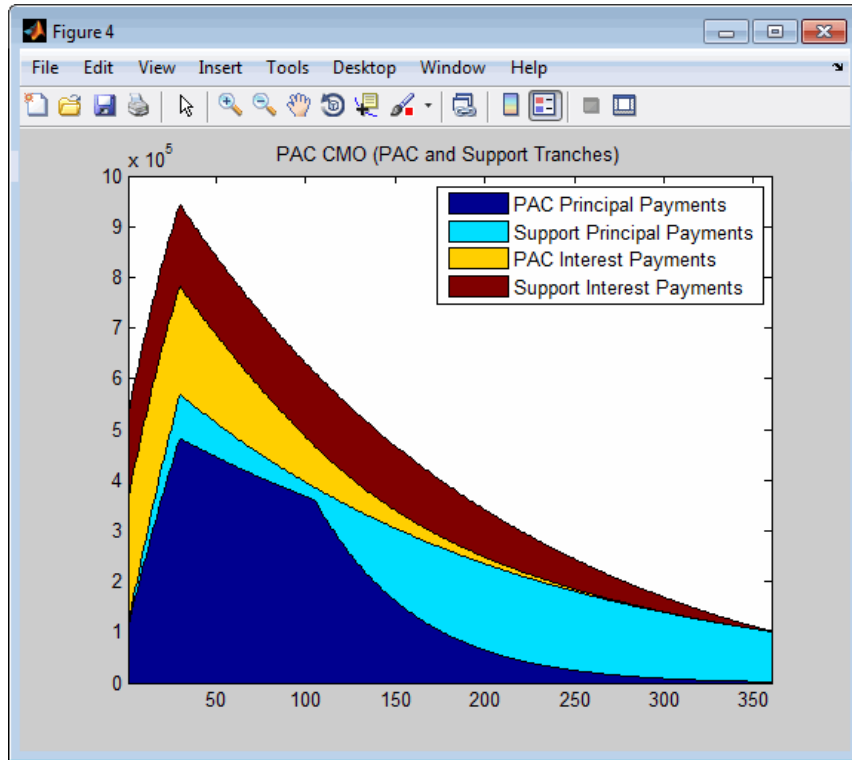 Figure 4
File Edit View Insert Tools Desktop Window Help
PAC CMO (PAC and Support Tranches)
x 10^5
10
9
8
7
6
5
4
3
2
1
0
PAC Principal Payments
Support Principal Payments
PAC Interest Payments
Support Interest Payments
50 100 150 200 250 300 350